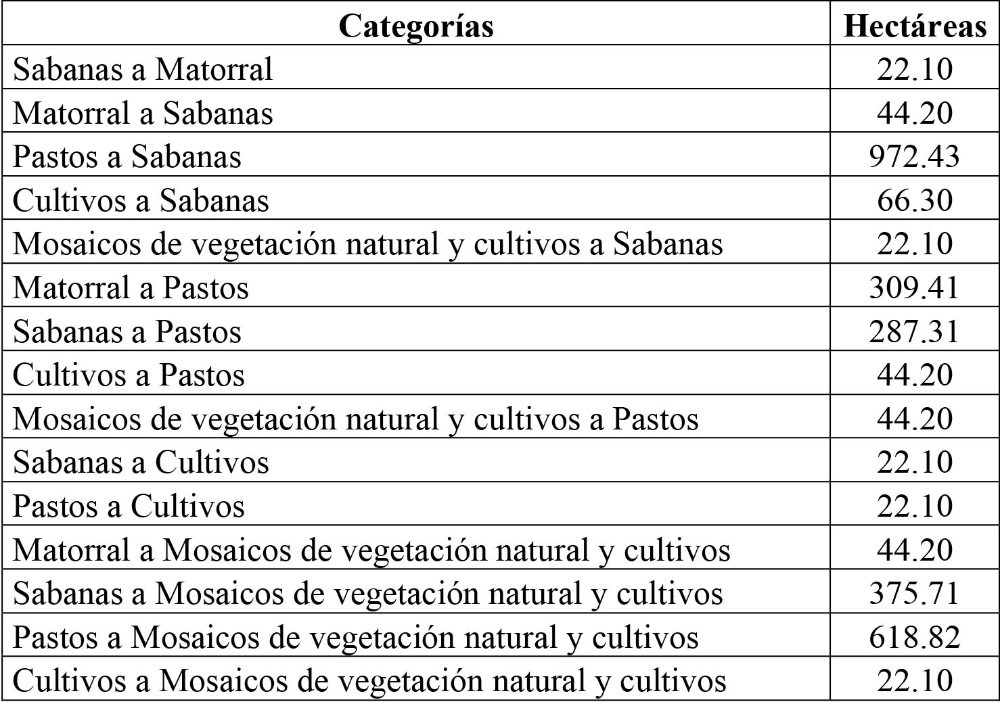 Categorías Hectáreas
Sabanas a Matorral 22.10
Matorral a Sabanas 44.20
Pastos a Sabanas 972.43
Cultivos a Sabanas 66.30
Mosaicos de vegetación natural y cultivos a Sabanas 22.10
Matorral a Pastos 309.41
Sabanas a Pastos 287.31
Cultivos a Pastos 44.20
Mosaicos de vegetación natural y cultivos a Pastos 44.20
Sabanas a Cultivos 22.10
Pastos a Cultivos 22.10
Matorral a Mosaicos de vegetación natural y cultivos 44.20
Sabanas a Mosaicos de vegetación natural y cultivos 375.71
Pastos a Mosaicos de vegetación natural y cultivos 618.82
Cultivos a Mosaicos de vegetación natural y cultivos 22.10